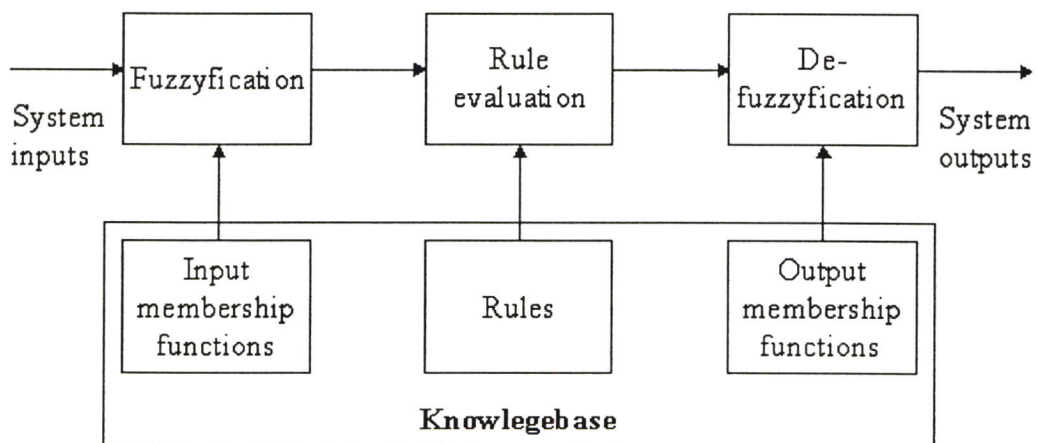 Fuzzyfication
Rule
evaluation
De-
fuzzyfication
System
inputs
System
outputs
Input
membership
functions
Rules
Output
membership
functions
Knowlegebase